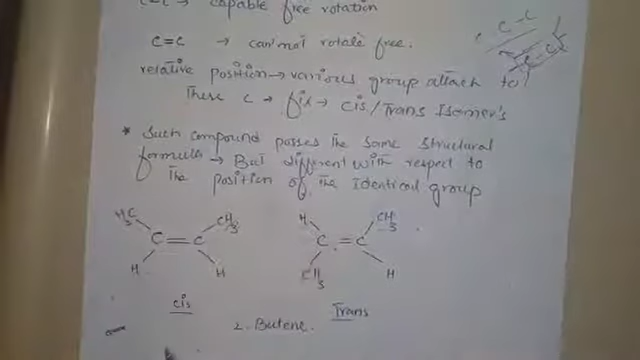 C-C → capable free rotation
C=C → can'nat rotate free.
relative position → various group attach to
These C → fix → cis/Trans Isomer's
* Such compound posses the same structural
formula → But different with respect to
the position of the identical group
H3C CH3 H CH3
C=C C=C
H H CH3 H
cis Trans
2. Butene.